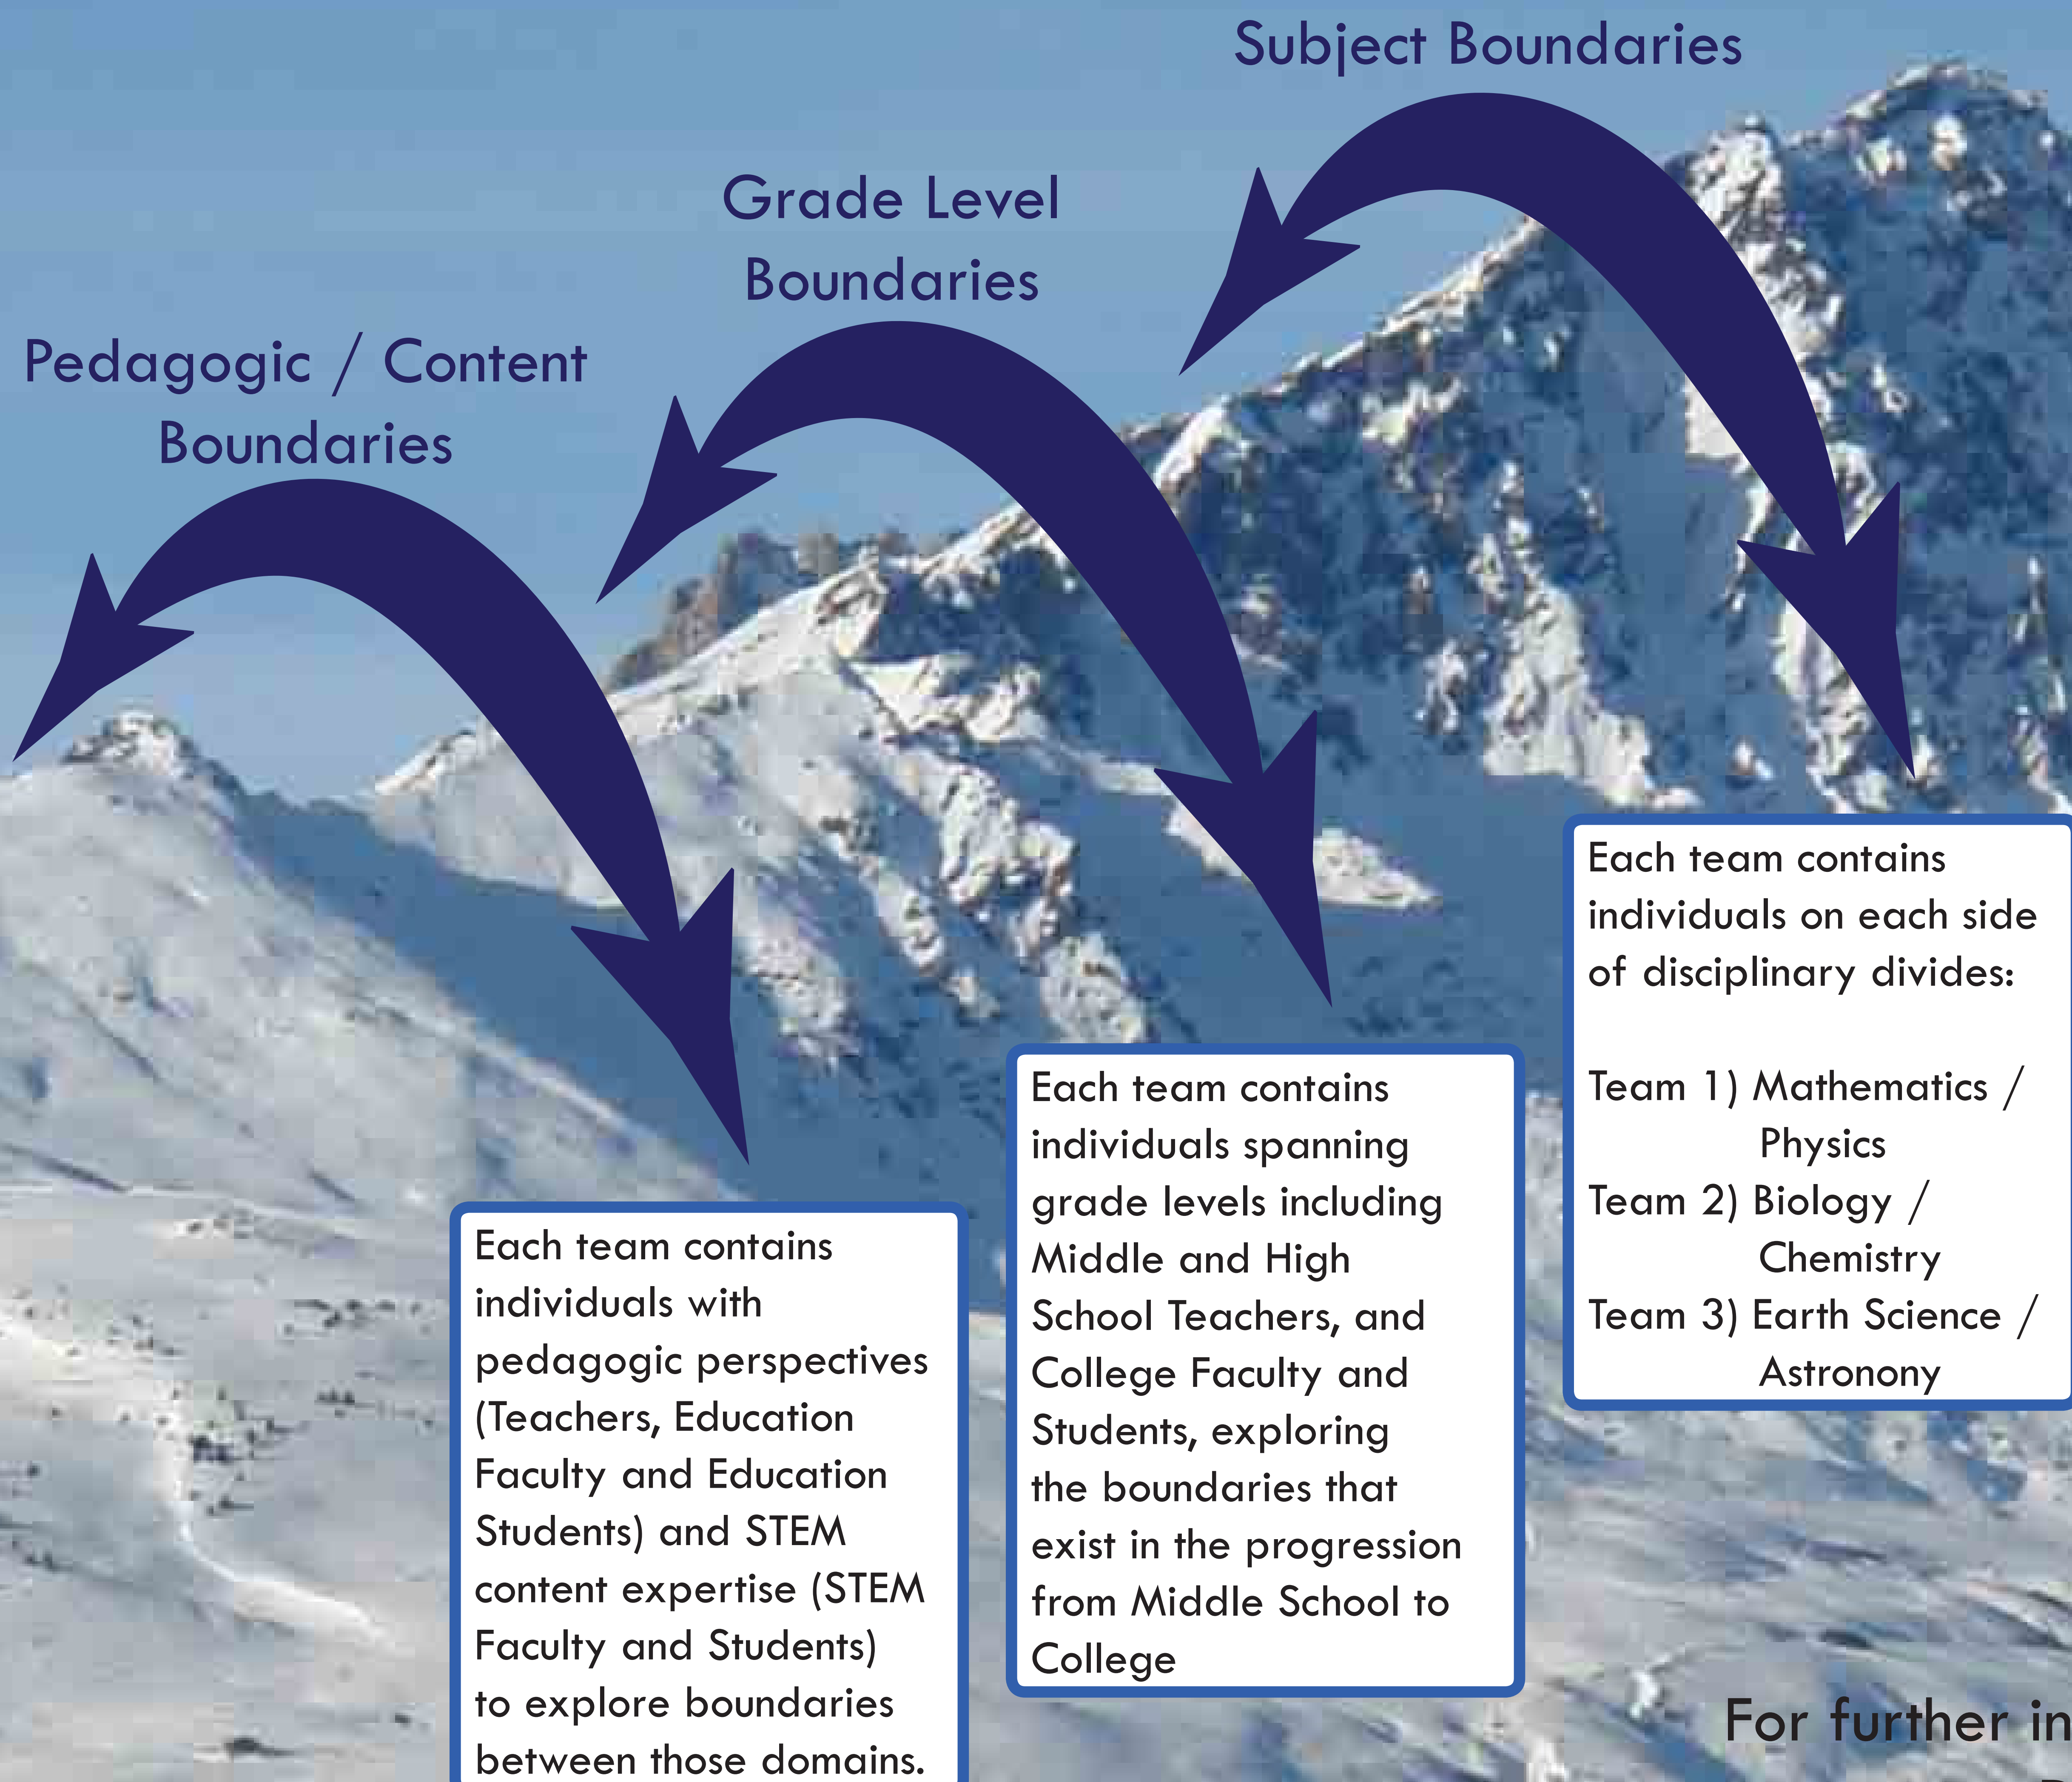 Subject Boundaries
Grade Level
Boundaries
Pedagogic / Content
Boundaries
Each team contains
individuals with
pedagogic perspectives
(Teachers, Education
Faculty and Education
Students) and STEM
content expertise (STEM
Faculty and Students)
to explore boundaries
between those domains.
Each team contains
individuals spanning
grade levels including
Middle and High
School Teachers, and
College Faculty and
Students, exploring
the boundaries that
exist in the progression
from Middle School to
College
Each team contains
individuals on each side
of disciplinary divides:
Team 1) Mathematics /
Physics
Team 2) Biology /
Chemistry
Team 3) Earth Science /
Astronony
For further in